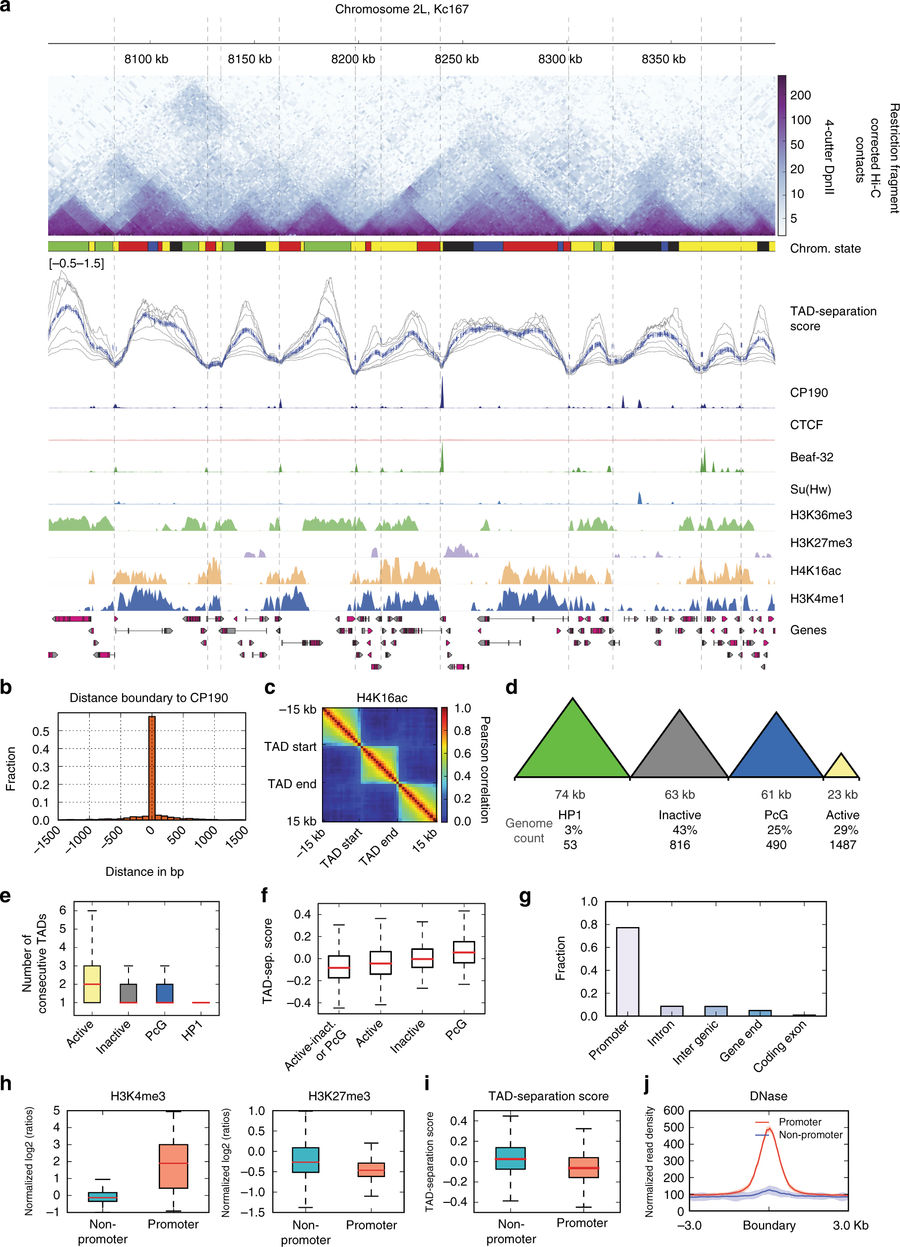 a
Chromosome 2L, Kc167
8100 kb 8150 kb 8200 kb 8250 kb 8300 kb 8350 kb
200
100
50
20
10
5
4-cutter DpnII
Restriction fragment
corrected Hi-C
contacts
Chrom. state
[–0.5–1.5]
TAD-separation
score
CP190
CTCF
Beaf-32
Su(Hw)
H3K36me3
H3K27me3
H4K16ac
H3K4me1
Genes
b
Distance boundary to CP190
Fraction
0.5
0.4
0.3
0.2
0.1
0.0
–1500 –1000 –500 0 500 1000 1500
Distance in bp
c
H4K16ac
–15 kb
TAD start
TAD end
15 kb
–15 kb TAD start TAD end 15 kb
1.0
0.8
0.6
0.4
0.2
0.0
Pearson correlation
d
74 kb 63 kb 61 kb 23 kb
HP1 Inactive PcG Active
Genome 3% 43% 25% 29%
count 53 816 490 1487
e
Number of
consecutive TADs
6
5
4
3
2
1
Active Inactive PcG HP1
f
TAD-sep. score
0.4
0.2
0.0
–0.2
–0.4
Active-inact.
or PcG
Active Inactive PcG
g
Fraction
1.0
0.8
0.6
0.4
0.2
0.0
Promoter Intron Inter genic Gene end Coding exon
h
H3K4me3
Normalized log2 (ratios)
5
4
3
2
1
0
–1
Non-
promoter
Promoter
H3K27me3
Normalized log2 (ratios)
1.0
0.5
0.0
–0.5
–1.0
–1.5
Non-
promoter
Promoter
i
TAD-separation score
TAD-separation score
0.4
0.2
0.0
–0.2
–0.4
Non-
promoter
Promoter
j
DNase
Normalized read density
600
500
400
300
200
100
0
Promoter
Non-promoter
–3.0 Boundary 3.0 Kb